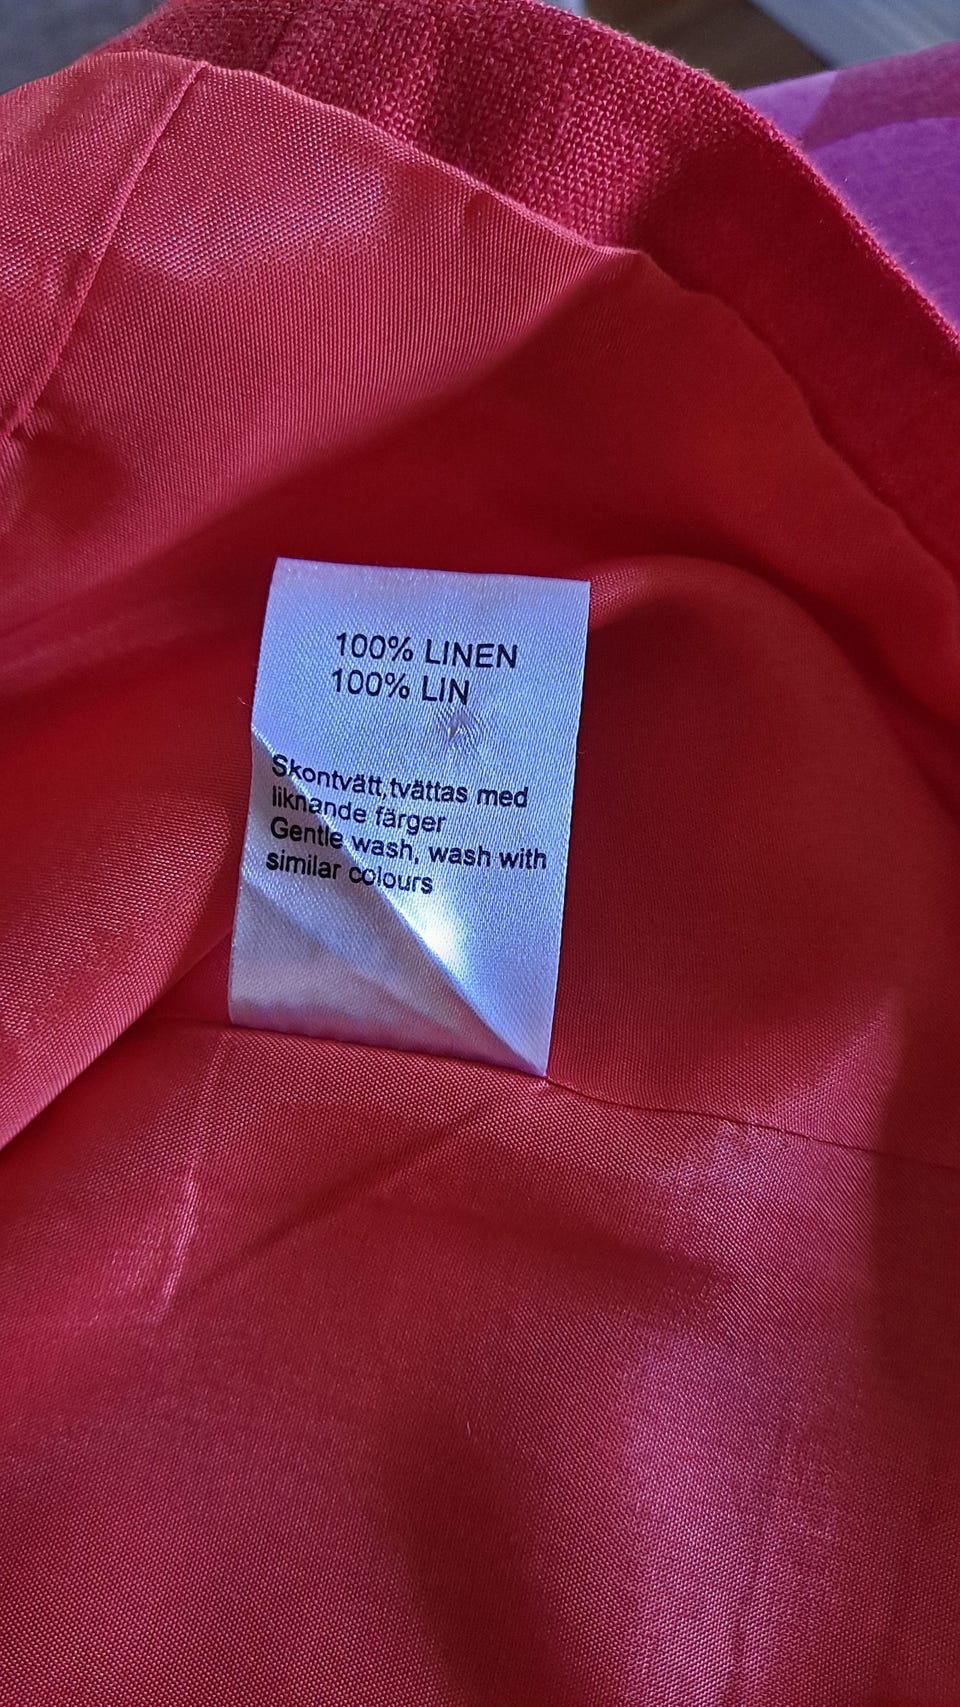 100% LINEN
100% LIN
Skontvätt,tvättas med
liknande färger
Gentle wash, wash with
similar colours